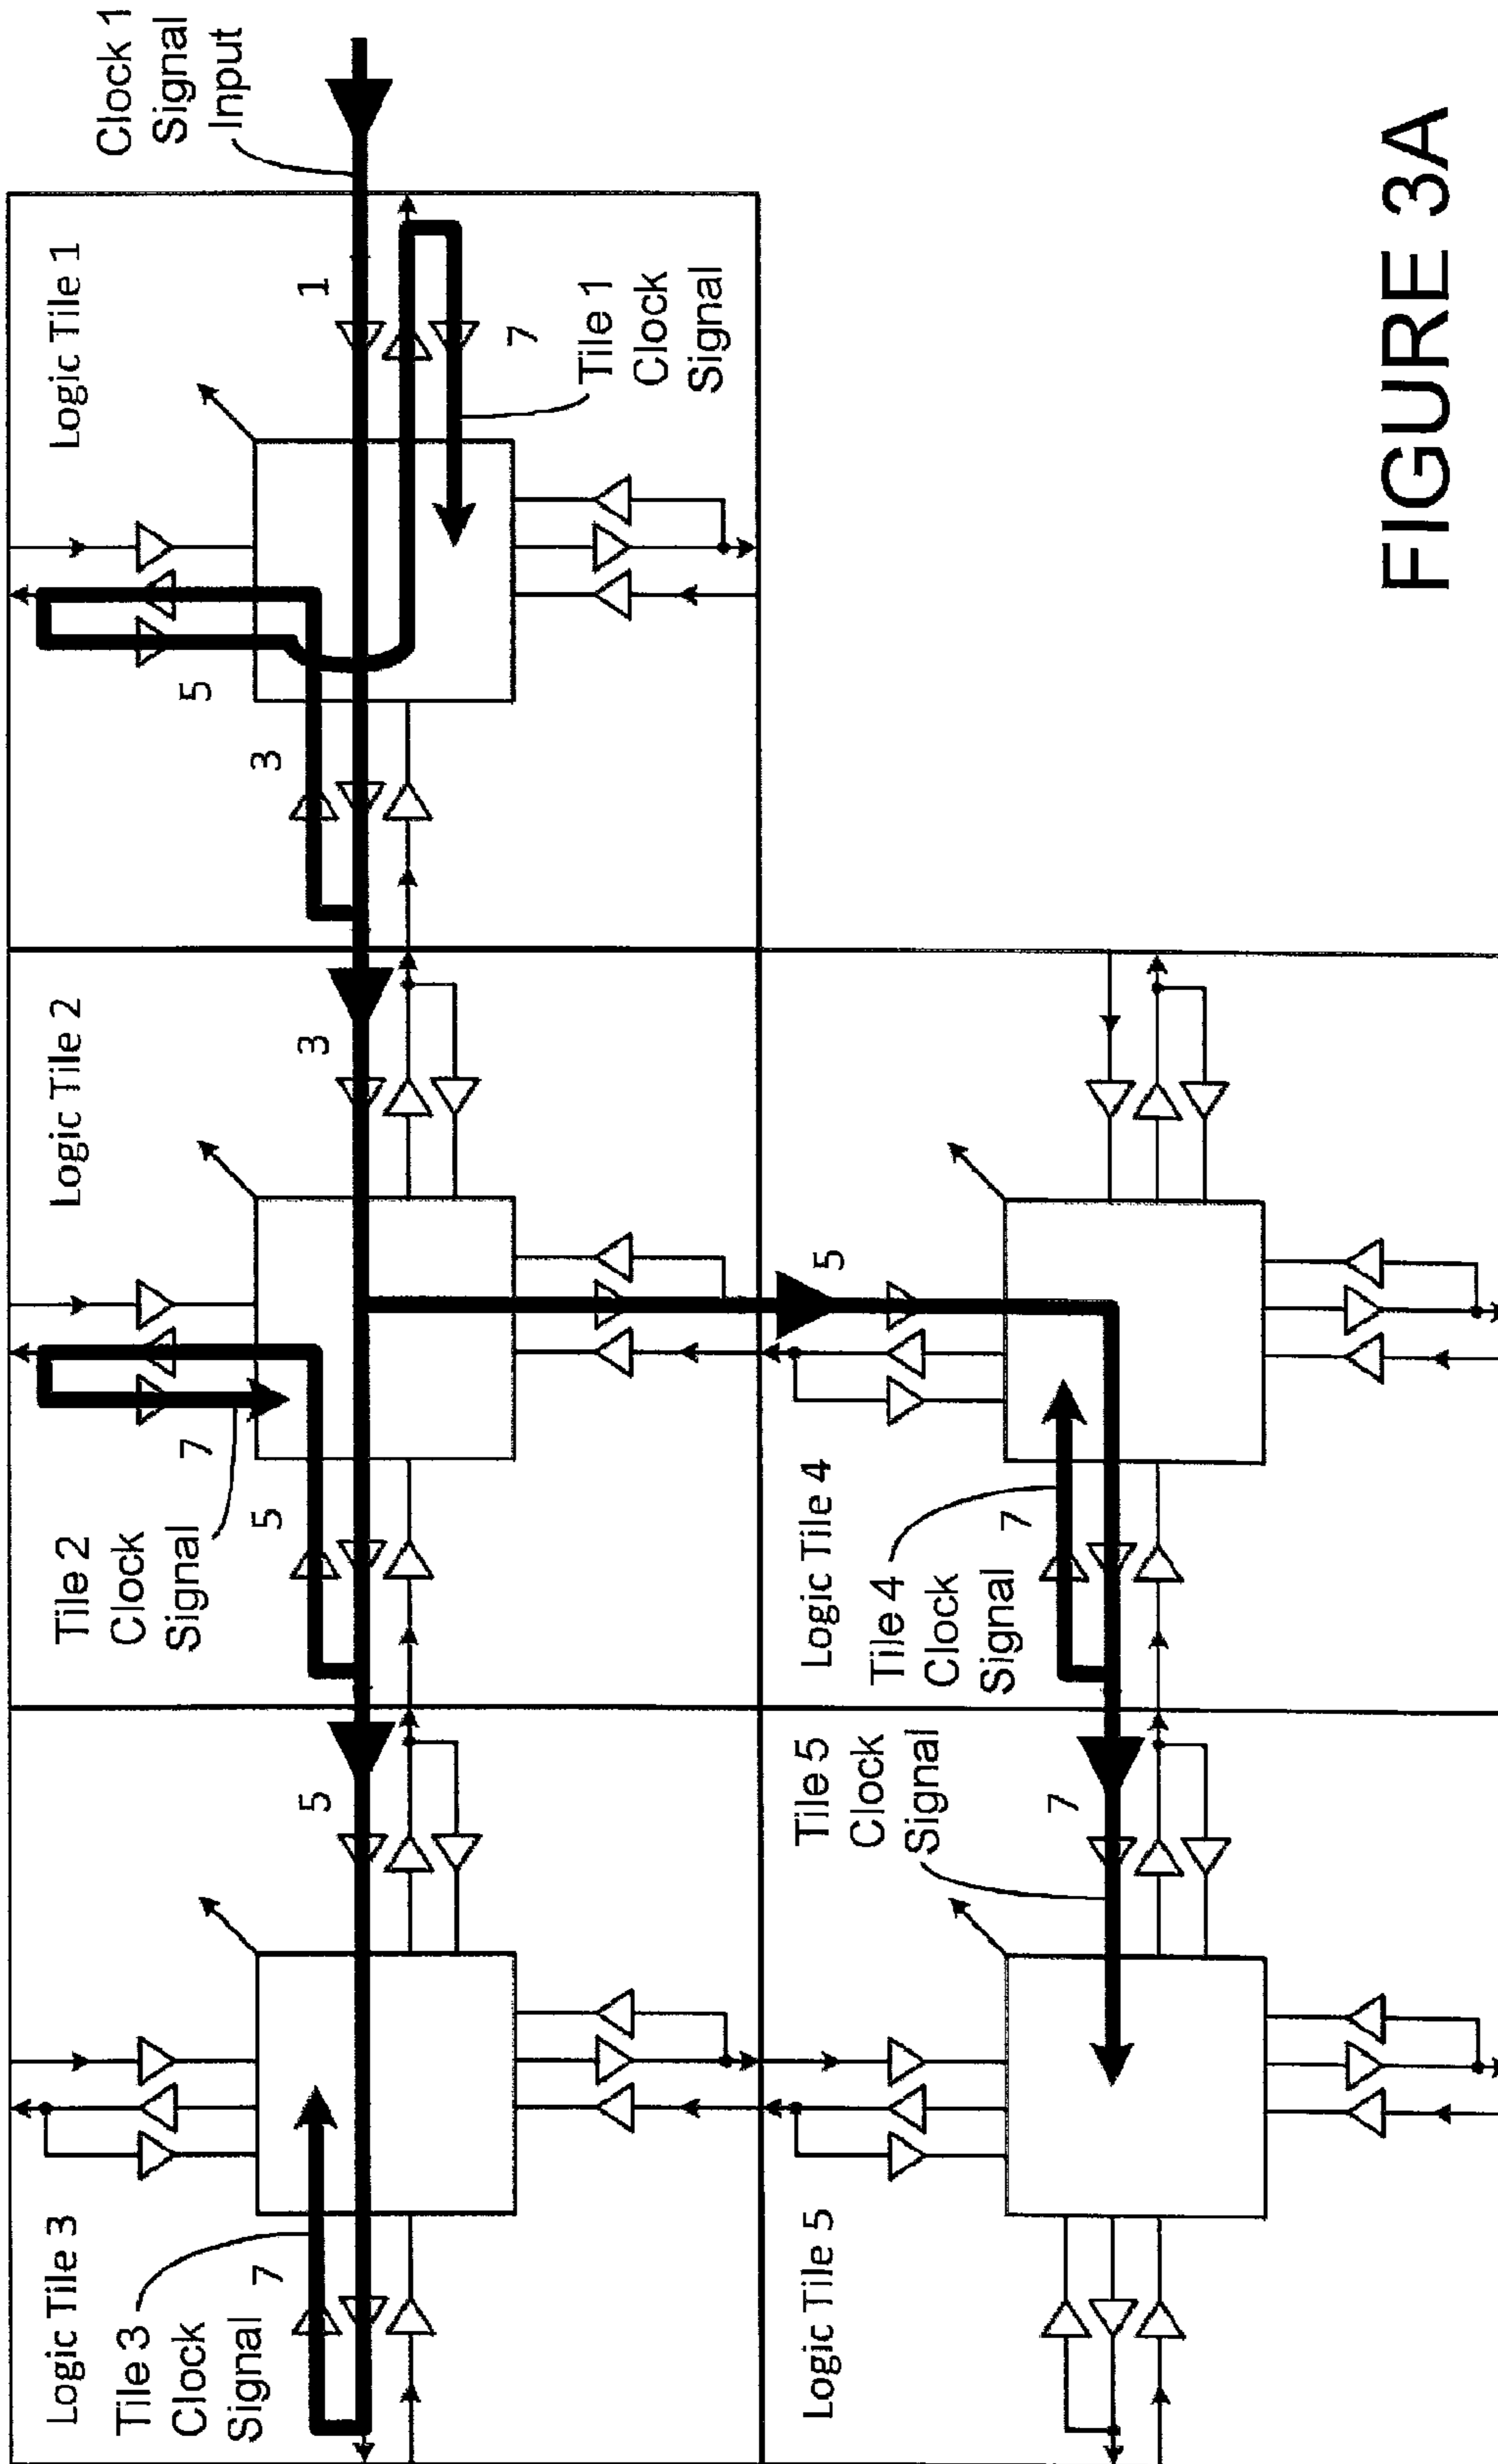 Logic Tile 3
Tile 3
Clock
Signal
7
5
Tile 2
Clock
Signal
7
5
Logic Tile 2
3
5
3
Logic Tile 1
1
7
Tile 1
Clock
Signal
Clock 1
Signal
Input
Logic Tile 5
Tile 5
Clock
Signal
7
Logic Tile 4
Tile 4
Clock
Signal
7
5
FIGURE 3A